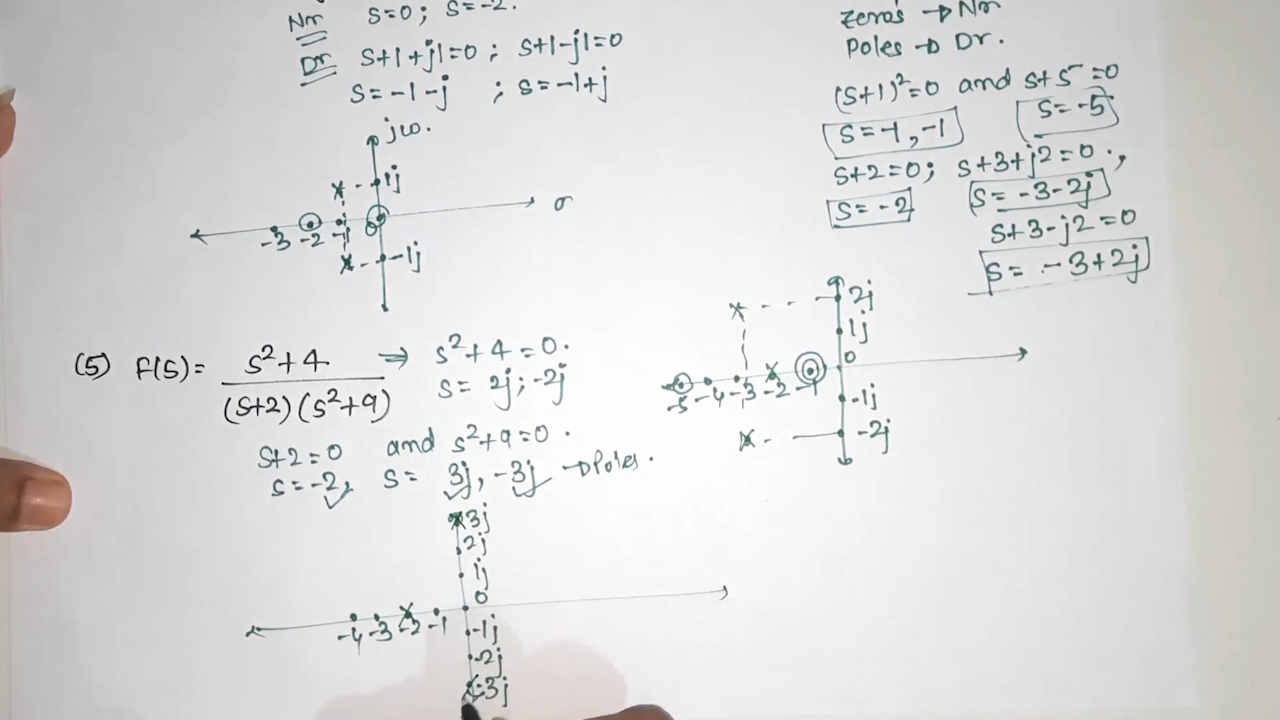 Nr s=0; s=-2.
Dr s+1+j1=0; s+1-j1=0
s=-1-j ; s=-1+j
jω.
1j
σ
-3 -2 -1 0
-1j
zeros → Nr
Poles → Dr.
(s+1)²=0 and s+5=0
s=-1,-1 s=-5
s+2=0; s+3+j2=0.,
s=-2 s=-3-2j
s+3-j2=0
s= -3+2j
2j
1j
0
-5 -4 -3 -2 -1
-1j
-2j
(5) F(s)= s²+4 → s²+4=0.
(s+2)(s²+9) s= 2j; -2j
s+2=0 and s²+9=0.
s=-2, s= 3j, -3j → Poles.
3j
2j
1j
0
-4 -3 -2 -1
-1j
-2j
-3j